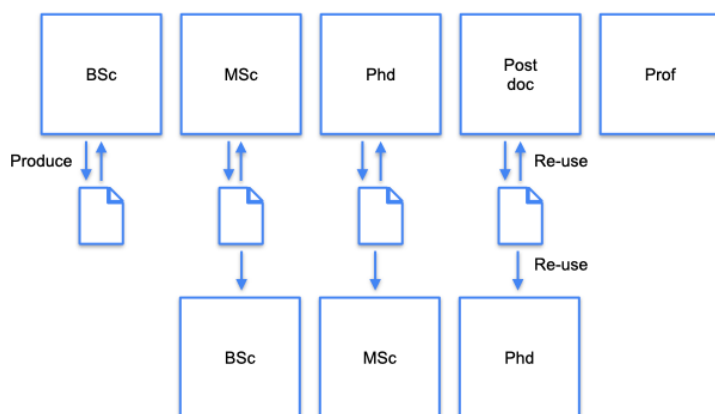 BSc
MSc
Phd
Post
doc
Prof
Produce
Re-use
Re-use
BSc
MSc
Phd